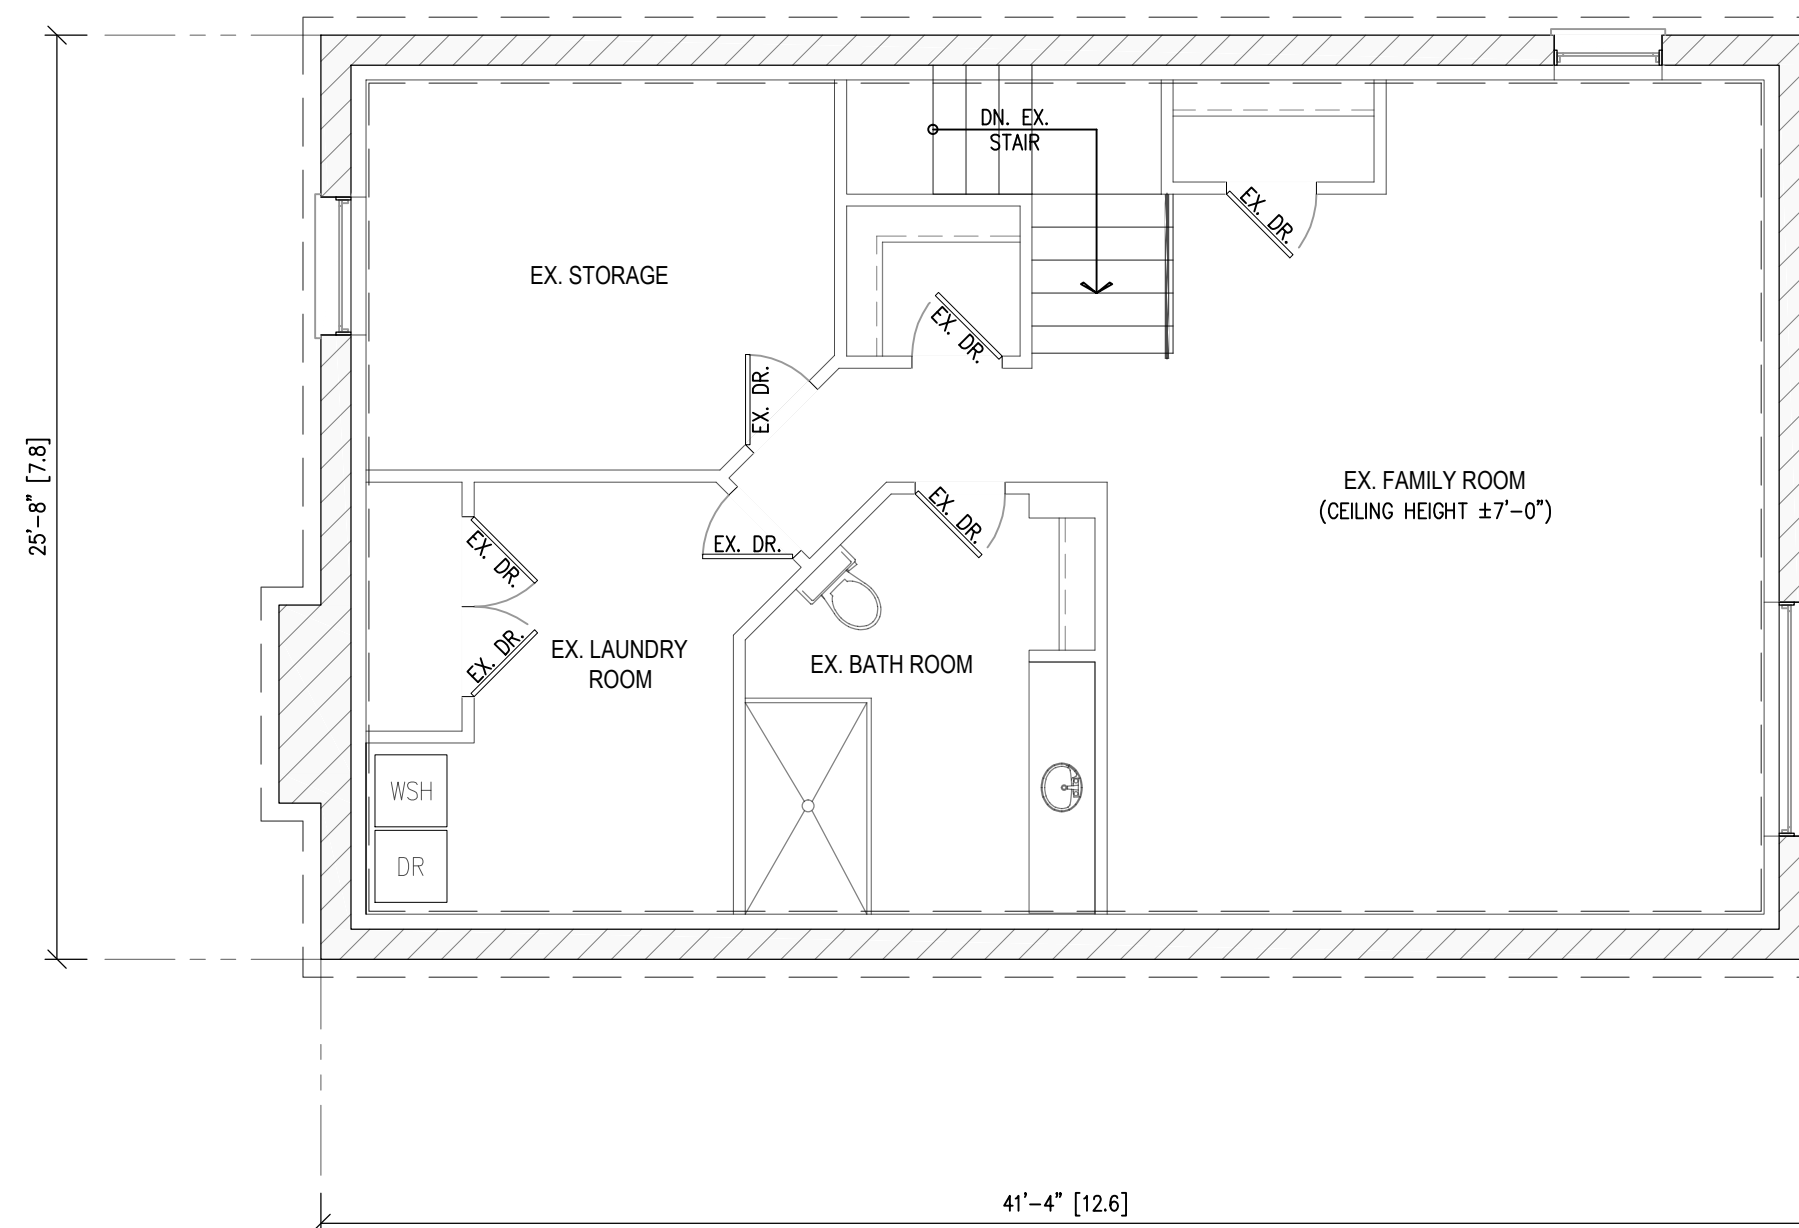 DN. EX.
STAIR
EX. DR.
EX. STORAGE
EX. DR.
EX. DR.
25'-8" [7.8]
EX. FAMILY ROOM
(CEILING HEIGHT ±7'-0")
EX. DR.
EX. DR.
EX. DR.
EX. DR.
EX. LAUNDRY
ROOM
EX. BATH ROOM
WSH
DR
41'-4" [12.6]